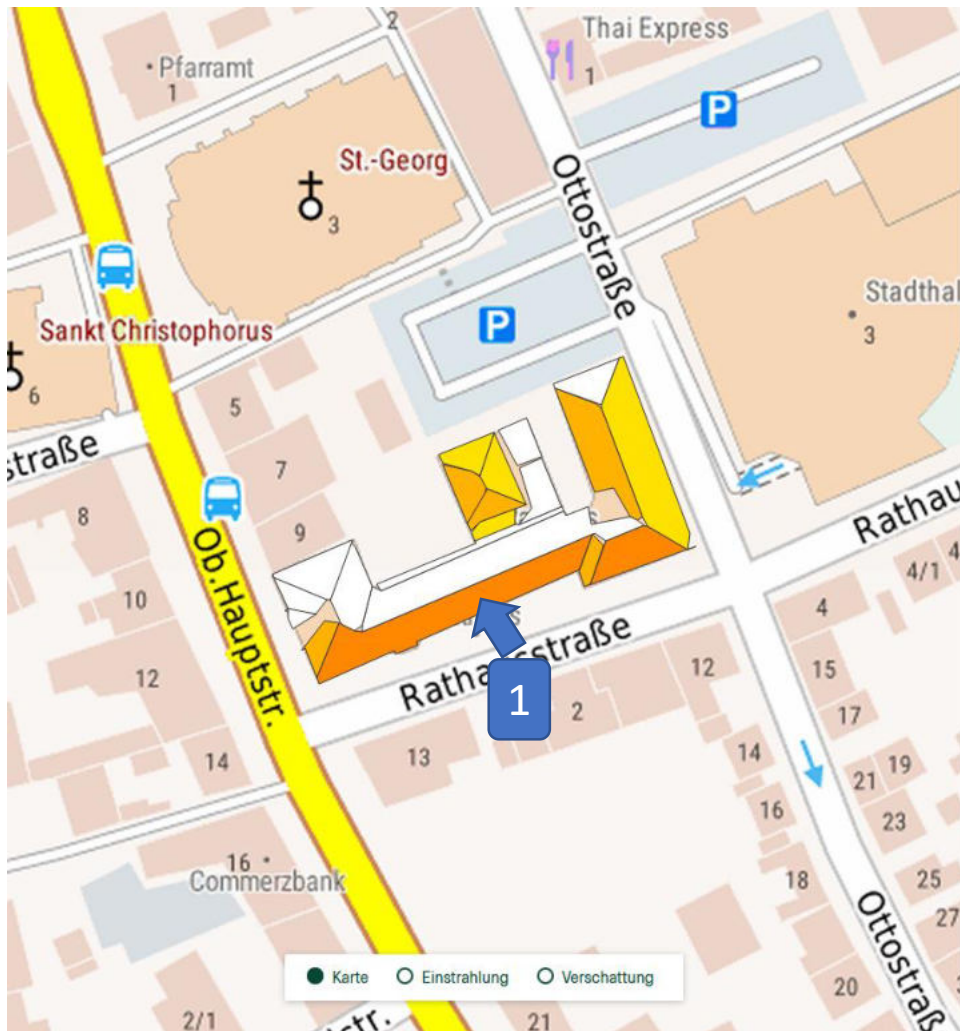 2
Thai Express
1
Pfarramt
1
P
St.-Georg
3
Ottostraße
Stadthal
3
Sankt Christophorus
6
P
5
straße
7
8
9
Rathau
4/1
4
Ob.Hauptstr.
10
4
Rathausstraße
1
12
12
15
2
17
13
14
14
19
21
16
23
16
Commerzbank
18
25
27
Ottostraß
Karte
Einstrahlung
Verschattung
20
2/1
str.
21